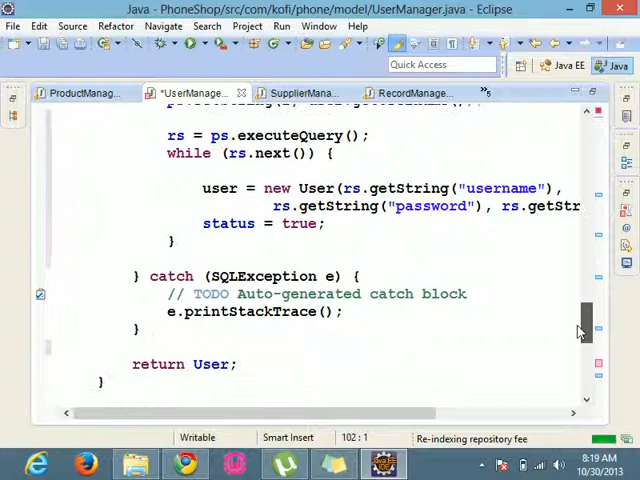 Java - PhoneShop/src/com/kofi/phone/model/UserManager.java - Eclipse
File Edit Source Refactor Navigate Search Project Run Window Help
Quick Access
Java EE
Java
ProductManag...
*UserManage...
SupplierMana...
RecordManage...
»5
rs = ps.executeQuery();
while (rs.next()) {
user = new User(rs.getString("username"),
rs.getString("password"), rs.getStr
status = true;
}
} catch (SQLException e) {
// TODO Auto-generated catch block
e.printStackTrace();
}
return User;
}
Writable
Smart Insert
102 : 1
Re-indexing repository fee
8:19 AM
10/30/2013